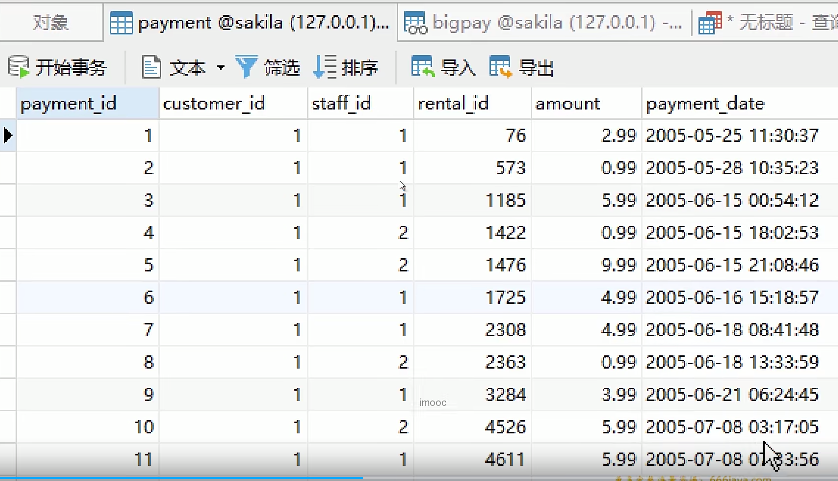 对象 payment @sakila (127.0.0.1)... bigpay @sakila (127.0.0.1) -... * 无标题 - 查询
开始事务 文本 筛选 排序 导入 导出
payment_id customer_id staff_id rental_id amount payment_date
1 1 1 76 2.99 2005-05-25 11:30:37
2 1 1 573 0.99 2005-05-28 10:35:23
3 1 1 1185 5.99 2005-06-15 00:54:12
4 1 2 1422 0.99 2005-06-15 18:02:53
5 1 2 1476 9.99 2005-06-15 21:08:46
6 1 1 1725 4.99 2005-06-16 15:18:57
7 1 1 2308 4.99 2005-06-18 08:41:48
8 1 2 2363 0.99 2005-06-18 13:33:59
9 1 1 3284 3.99 2005-06-21 06:24:45
imooc
10 1 2 4526 5.99 2005-07-08 03:17:05
11 1 1 4611 5.99 2005-07-08